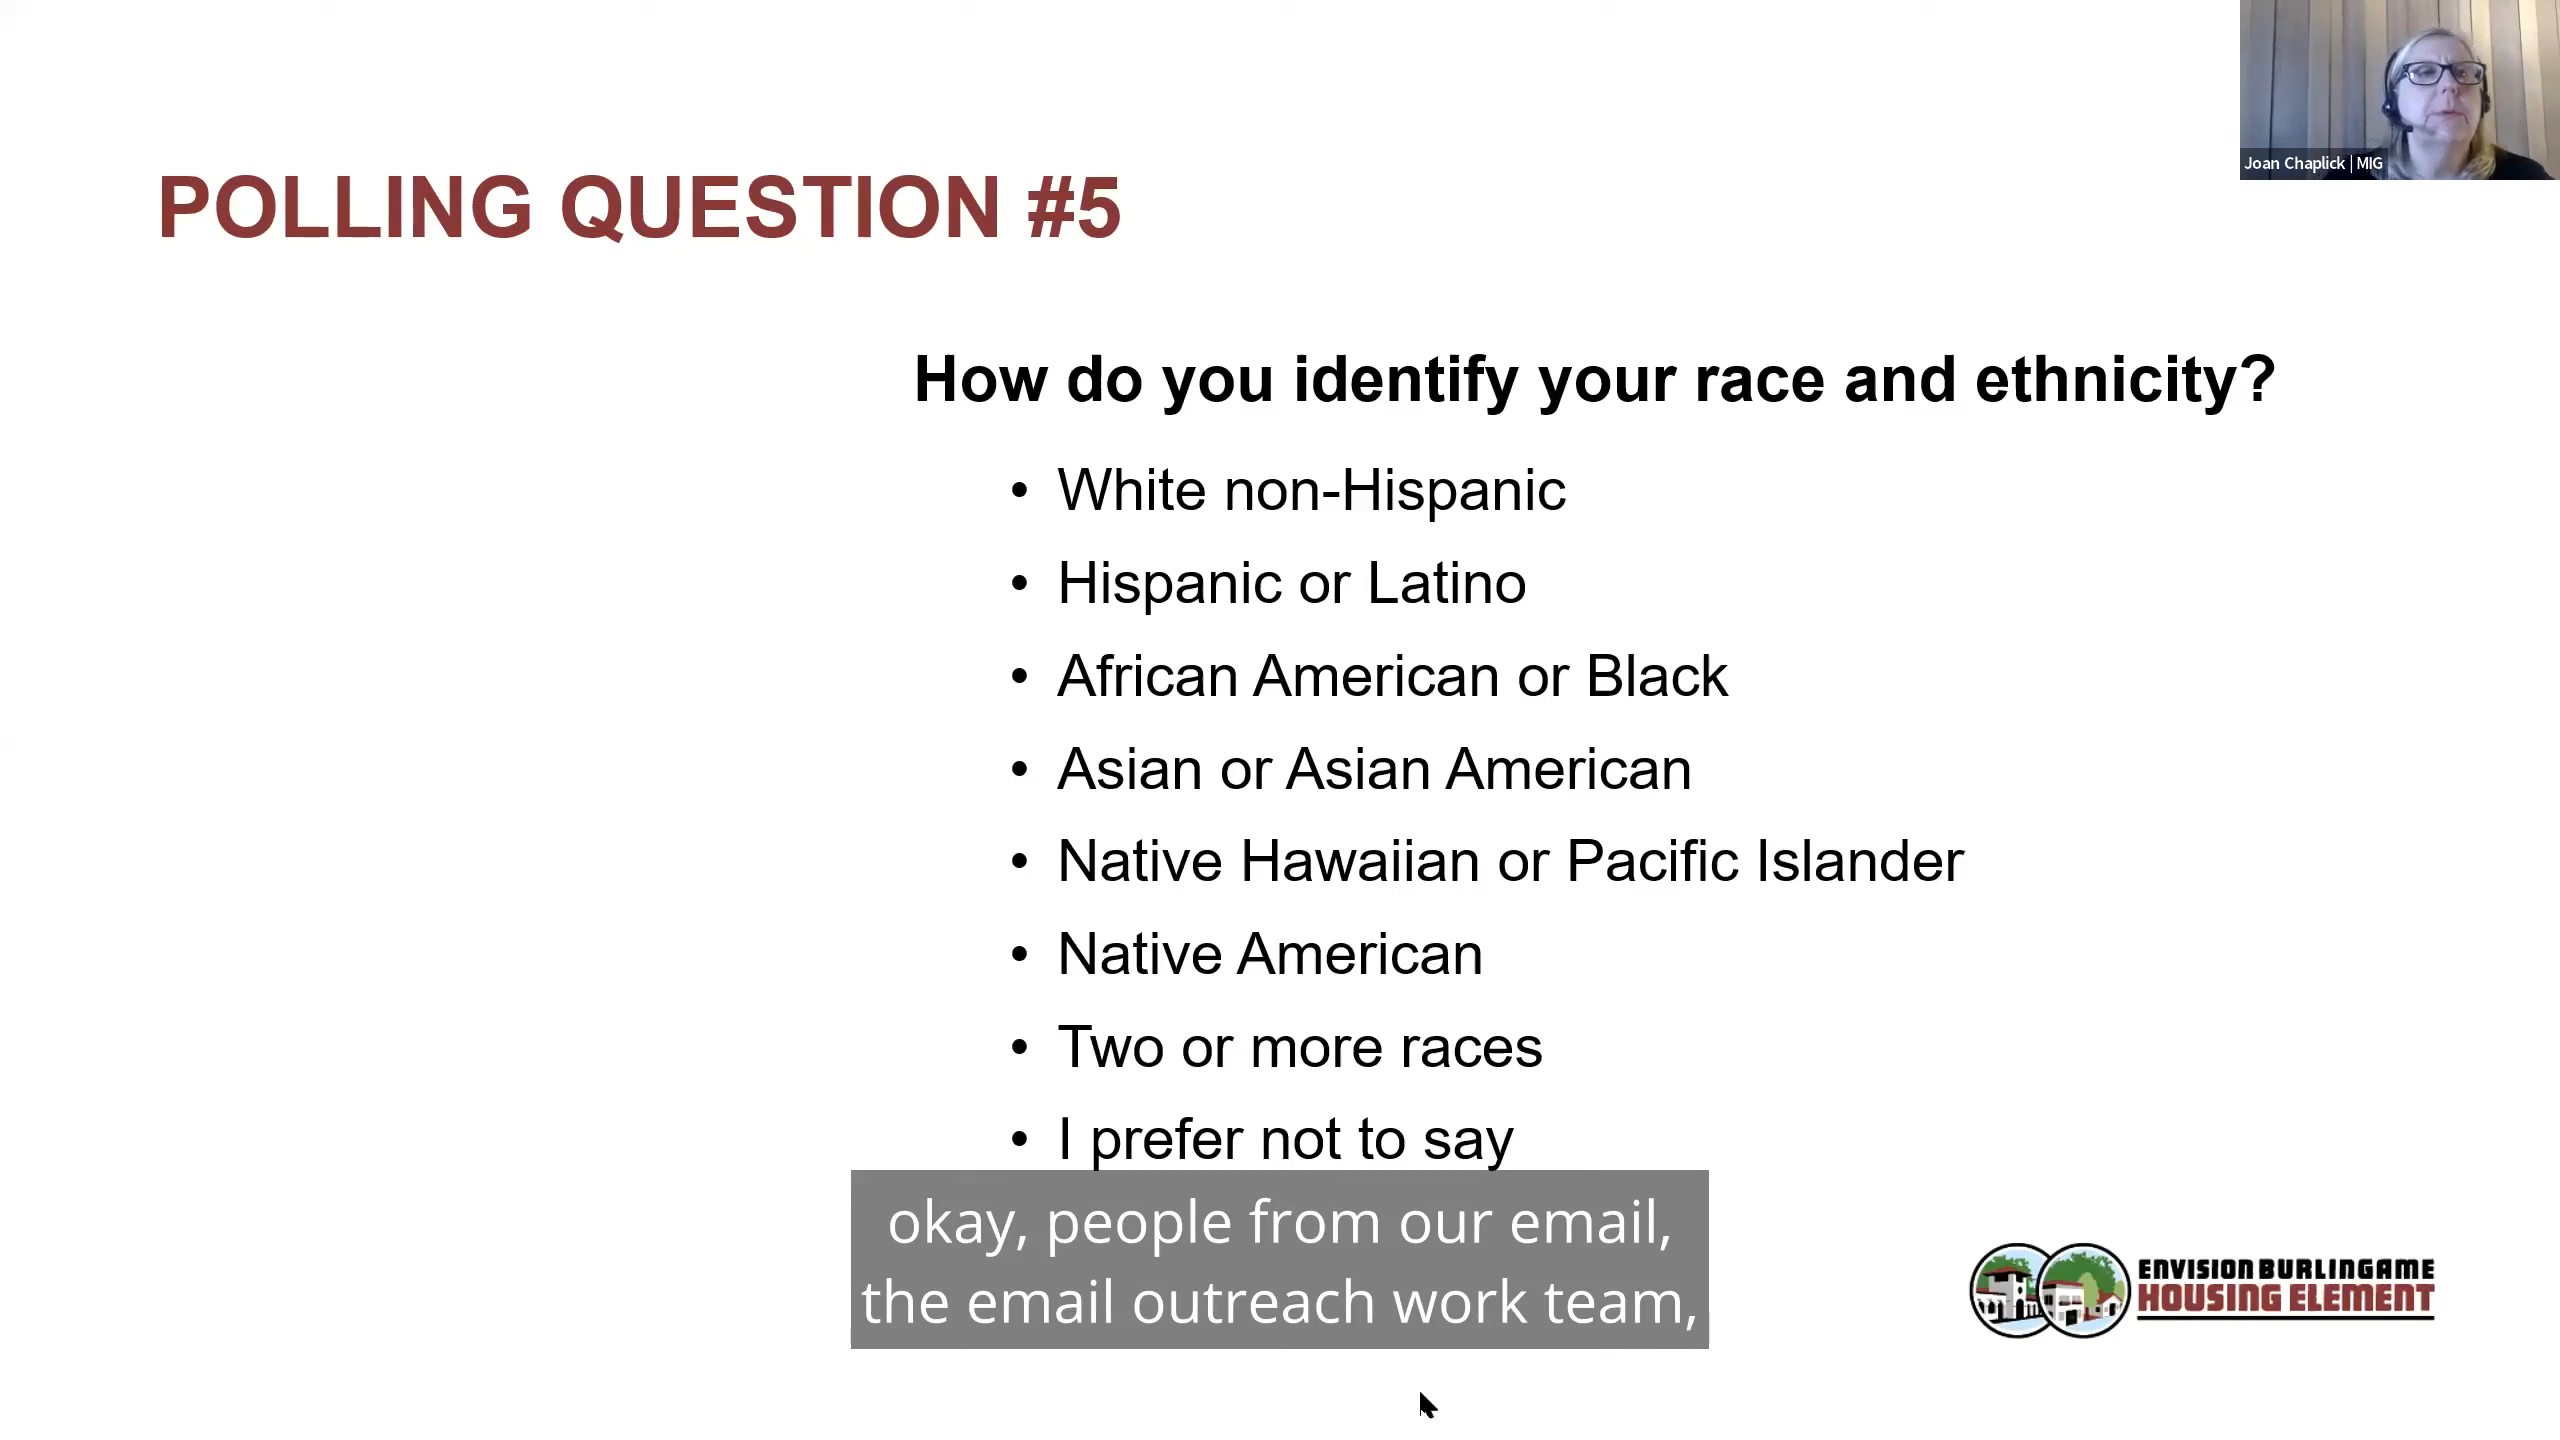 Joan Chaplick | MIG
POLLING QUESTION #5
How do you identify your race and ethnicity?
• White non-Hispanic
• Hispanic or Latino
• African American or Black
• Asian or Asian American
• Native Hawaiian or Pacific Islander
• Native American
• Two or more races
• I prefer not to say
okay, people from our email,
the email outreach work team,
ENVISION BURLINGAME
HOUSING ELEMENT